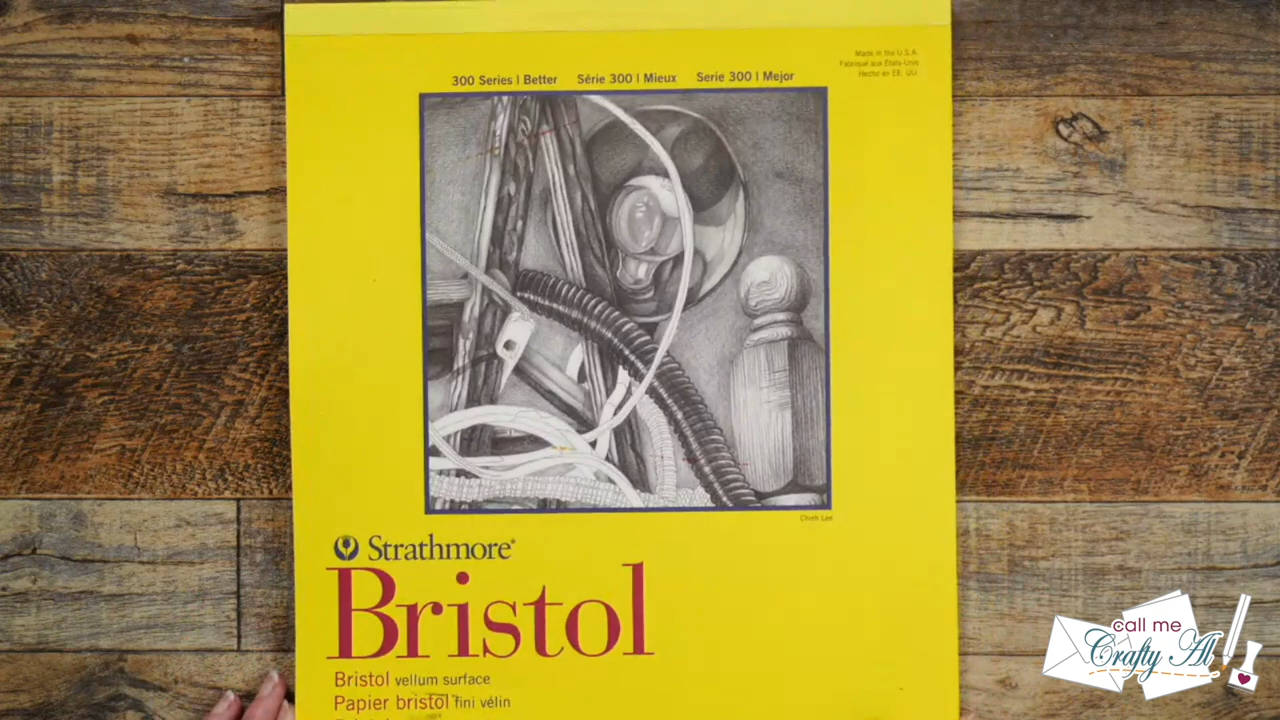 Made in the U.S.A.
Fabriqué aux États-Unis
Hecho en EE. UU.
300 Series | Better Série 300 | Mieux Serie 300 | Mejor
Chieh Lee
Strathmore®
Bristol
Bristol vellum surface
Papier bristol fini vélin
call me
Crafty Al